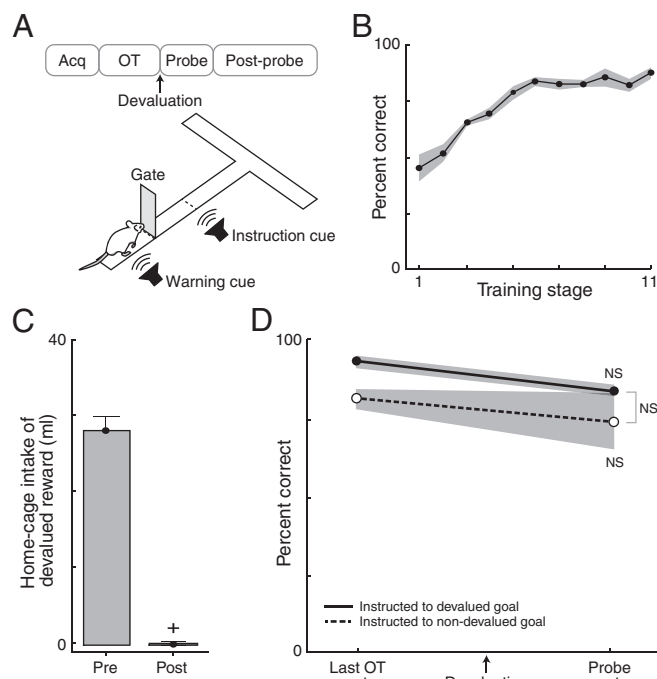 A
Acq OT Probe Post-probe
Devaluation
Gate
Instruction cue
Warning cue
B
100
Percent correct
0
1 Training stage 11
C
40
Home-cage intake of
devalued reward (ml)
0
+
Pre Post
D
100
Percent correct
NS
NS
NS
Instructed to devalued goal
Instructed to non-devalued goal
0
Last OT Probe